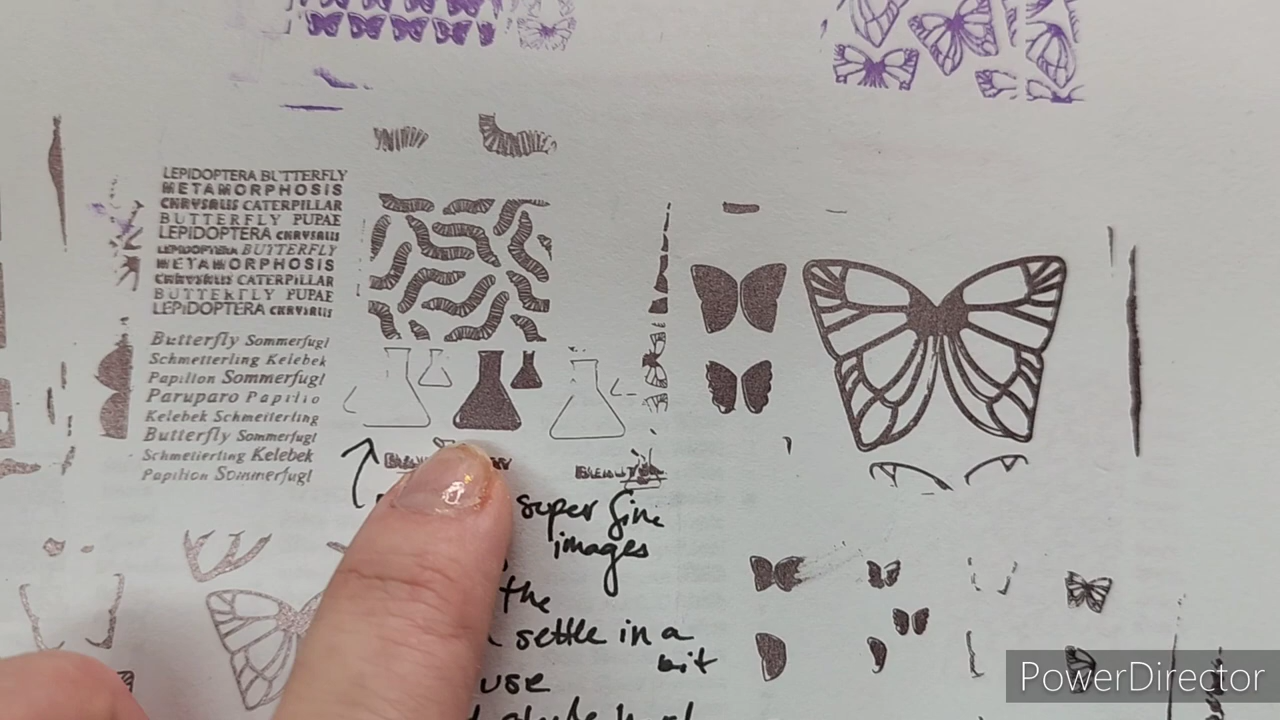 LEPIDOPTERA BUTTERFLY
METAMORPHOSIS
CHRYSALIS CATERPILLAR
BUTTERFLY PUPAE
LEPIDOPTERA CHRYSALIS
LEPIDOPTERA BUTTERFLY
METAMORPHOSIS
CHRYSALIS CATERPILLAR
BUTTERFLY PUPAE
LEPIDOPTERA CHRYSALIS
Butterfly Sommerfugl
Schmetterling Kelebek
Papilion Sommerfugl
Paruparo Papilio
Kelebek Schmetterling
Butterfly Sommerfugl
Schmetterling Kelebek
Papilion Sommerfugl
super fine
images
the
settle in a
bit
use
PowerDirector